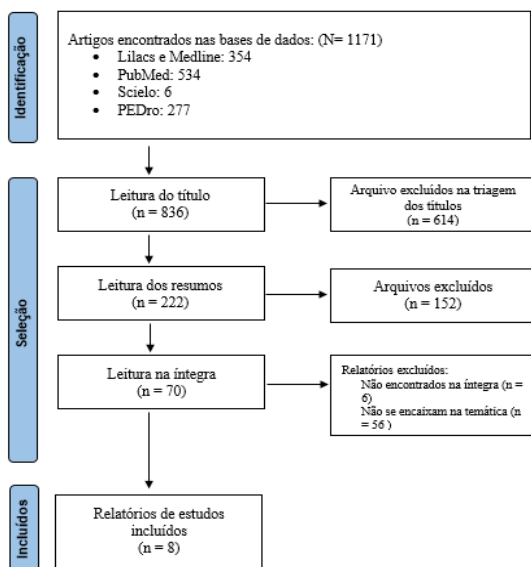 Identificação
Artigos encontrados nas bases de dados: (N= 1171)
• Lilacs e Medline: 354
• PubMed: 534
• Scielo: 6
• PEDro: 277
Seleção
Leitura do título
(n = 836)
Arquivo excluídos na triagem
dos títulos
(n = 614)
Leitura dos resumos
(n = 222)
Arquivos excluídos
(n = 152)
Leitura na íntegra
(n = 70)
Relatórios excluídos:
Não encontrados na íntegra (n =
6)
Não se encaixam na temática (n
= 56 )
Incluídos
Relatórios de estudos
incluídos
(n = 8)